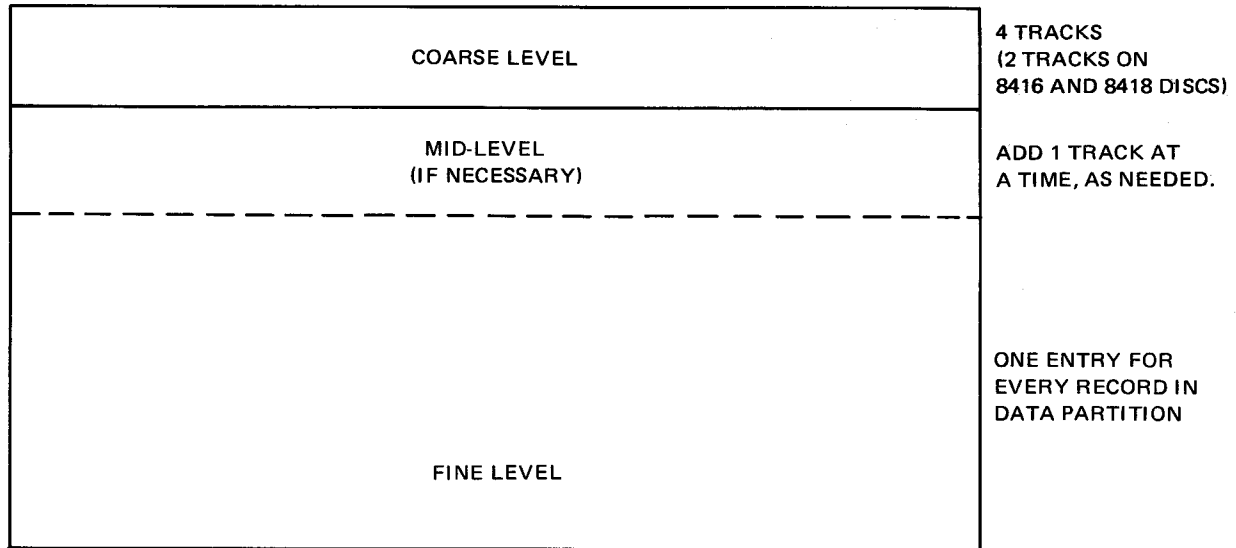 COARSE LEVEL
4 TRACKS
(2 TRACKS ON
8416 AND 8418 DISCS)
MID-LEVEL
(IF NECESSARY)
ADD 1 TRACK AT
A TIME, AS NEEDED.
ONE ENTRY FOR
EVERY RECORD IN
DATA PARTITION
FINE LEVEL